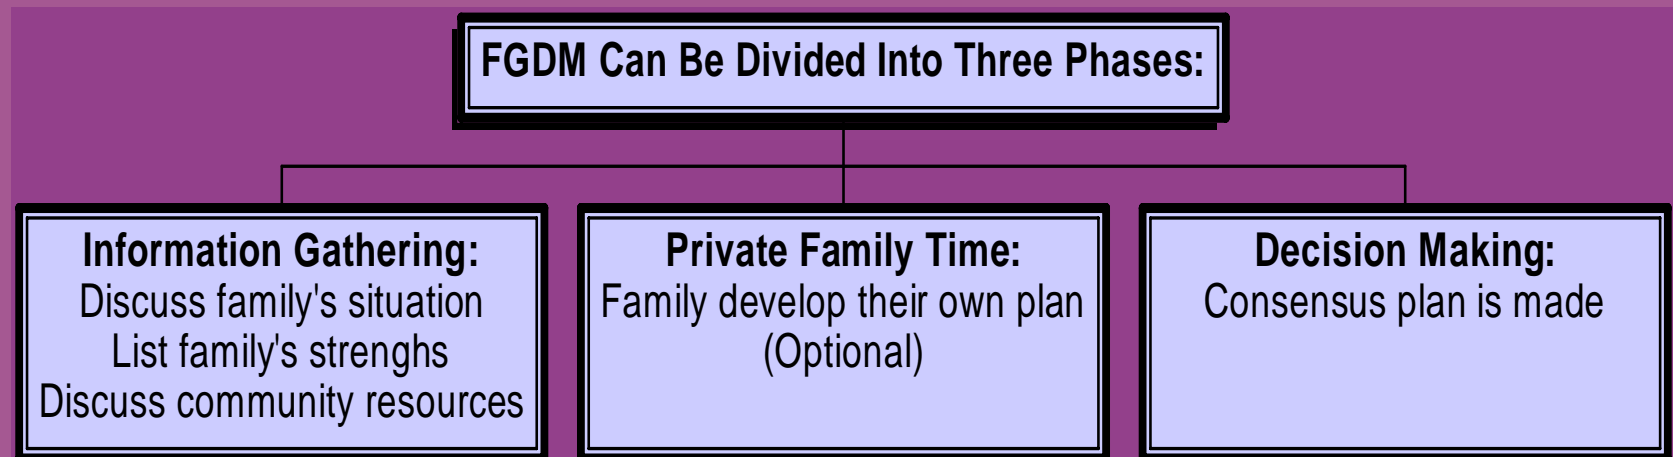 FGDM Can Be Divided Into Three Phases:
Information Gathering:
Discuss family's situation
List family's strenghs
Discuss community resources
Private Family Time:
Family develop their own plan
(Optional)
Decision Making:
Consensus plan is made